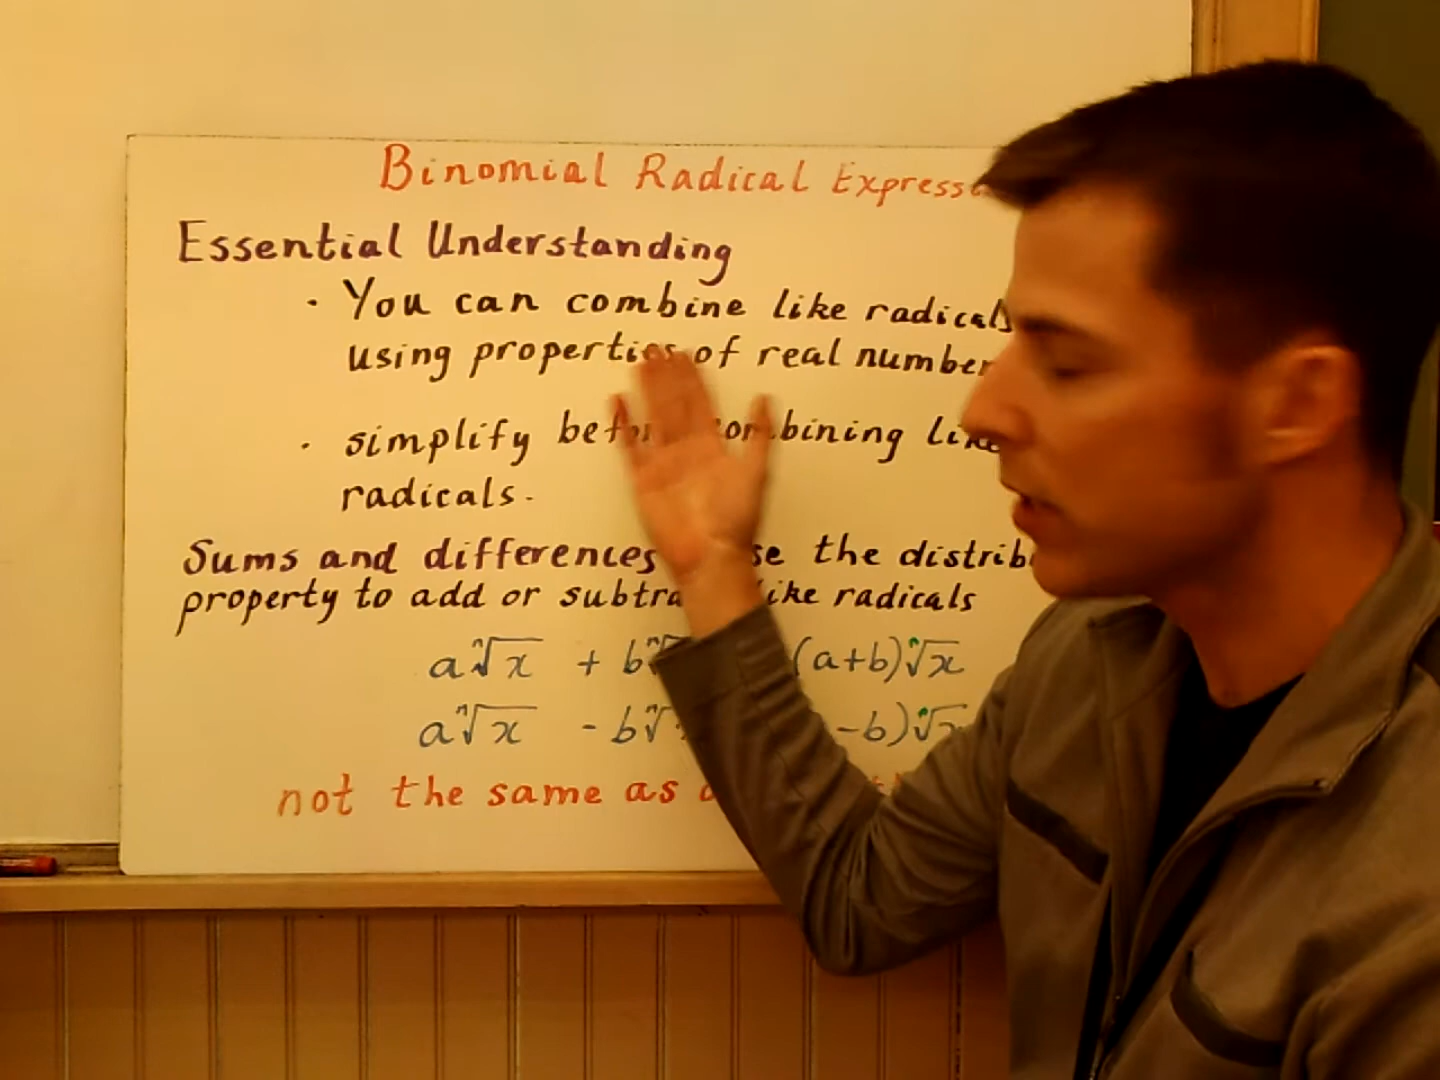 Binomial Radical Express
Essential Understanding
· You can combine like radicals
using properties of real number
· simplify before combining like
radicals.
Sums and differences use the distrib
property to add or subtract like radicals
a ⁿ√x + b ⁿ√ (a+b) ⁿ√x
a ⁿ√x - b ⁿ√ -b) ⁿ√x
not the same as